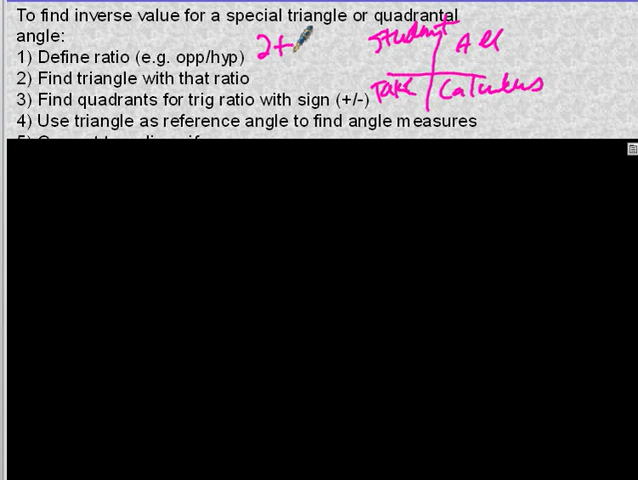 To find inverse value for a special triangle or quadrantal
angle:
1) Define ratio (e.g. opp/hyp)
2) Find triangle with that ratio
3) Find quadrants for trig ratio with sign (+/-)
4) Use triangle as reference angle to find angle measures
Student All
Take Calculus
2+